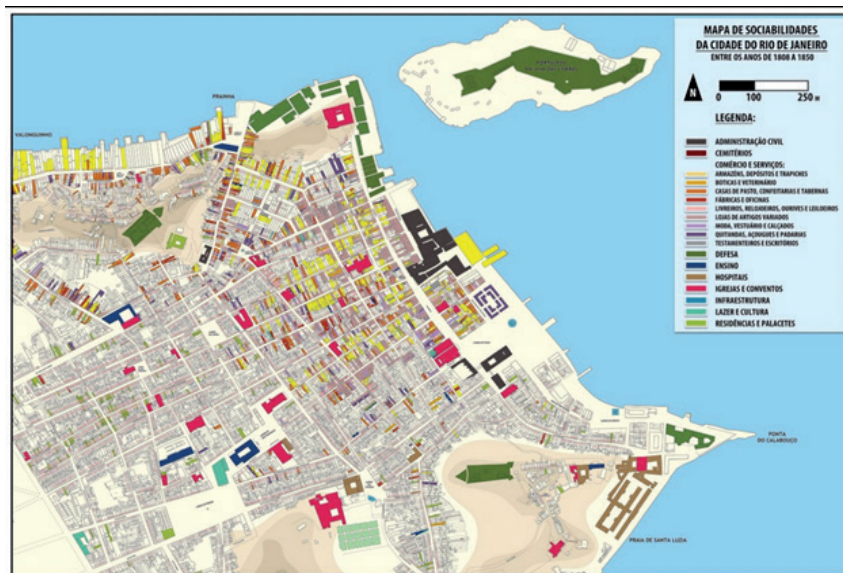 MAPA DE SOCIABILIDADES
DA CIDADE DO RIO DE JANEIRO
ENTRE OS ANOS DE 1808 A 1850
N
0 100 250 M
LEGENDA:
ADMINISTRAÇÃO CIVIL
CEMITÉRIOS
COMÉRCIO E SERVIÇOS:
ARMAZÉNS, DEPÓSITOS E TRAPICHES
BOTICAS E VETERINÁRIO
CASAS DE PASTO, CONFEITARIAS E TABERNAS
FÁBRICAS E OFICINAS
LIVREIROS, RELOJOEIROS, OURIVES E LEILOEIROS
LOJAS DE ARTIGOS VARIADOS
MODA, VESTUÁRIO E CALÇADOS
QUITANDAS, AÇOUGUES E PADARIAS
TESTAMENTEIROS E ESCRITÓRIOS
DEFESA
ENSINO
HOSPITAIS
IGREJAS E CONVENTOS
INFRAESTRUTURA
LAZER E CULTURA
RESIDÊNCIAS E PALACETES
PRAINHA
VALONGUINHO
PONTA
DO CALABOUÇO
PRAIA DE SANTA LUZIA